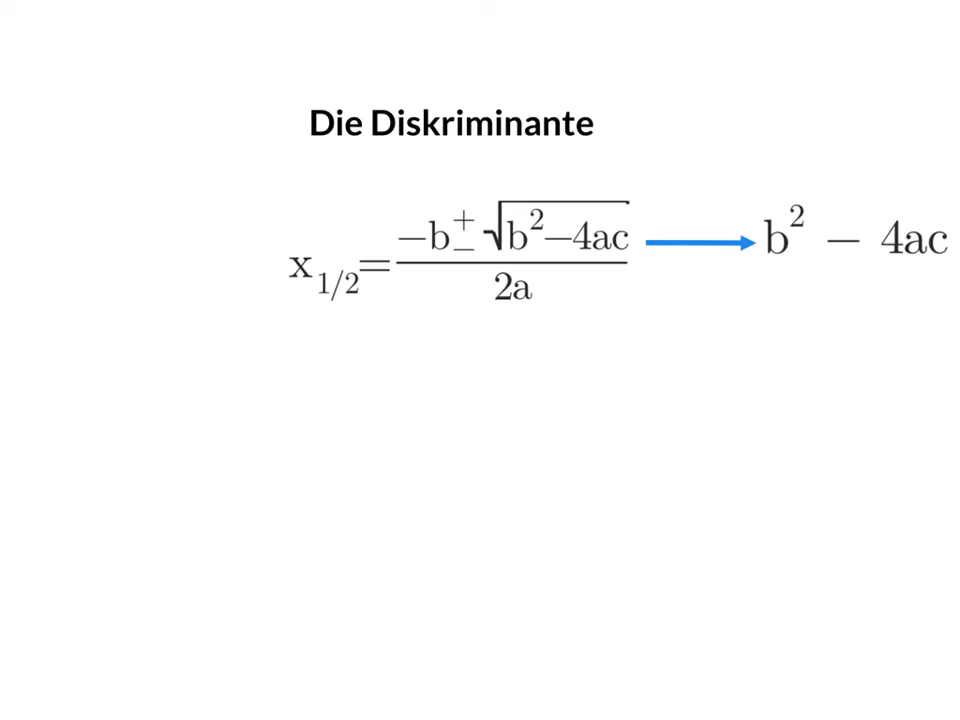 Die Diskriminante
x₁/₂ = (−b ± √(b² − 4ac)) / 2a → b² − 4ac